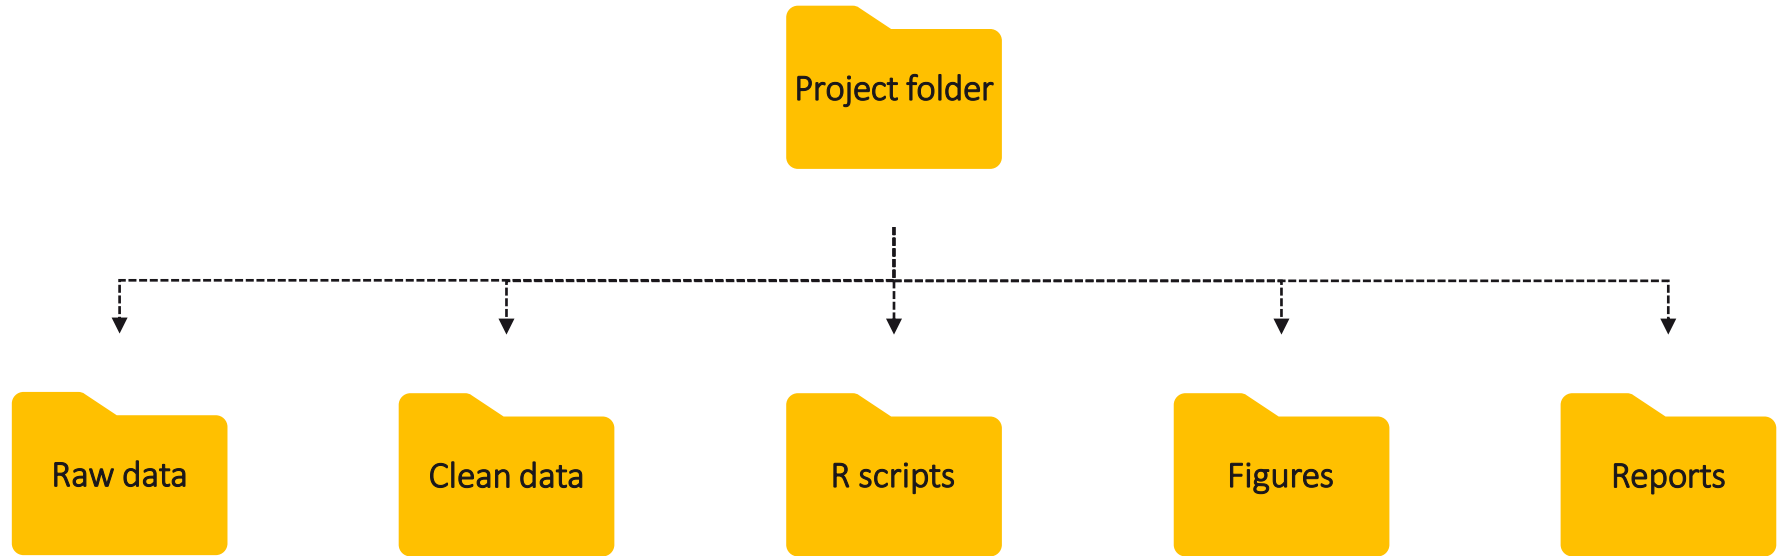 Project folder
Raw data
Clean data
R scripts
Figures
Reports